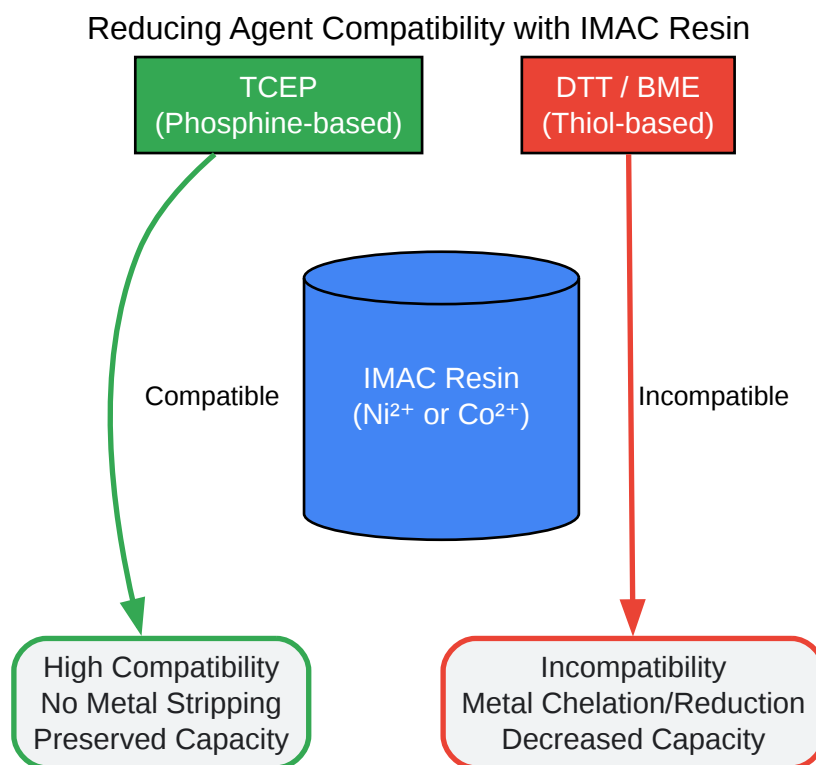 Reducing Agent Compatibility with IMAC Resin
TCEP
(Phosphine-based)
DTT / BME
(Thiol-based)
IMAC Resin
(Ni²⁺ or Co²⁺)
Compatible
Incompatible
High Compatibility
No Metal Stripping
Preserved Capacity
Incompatibility
Metal Chelation/Reduction
Decreased Capacity